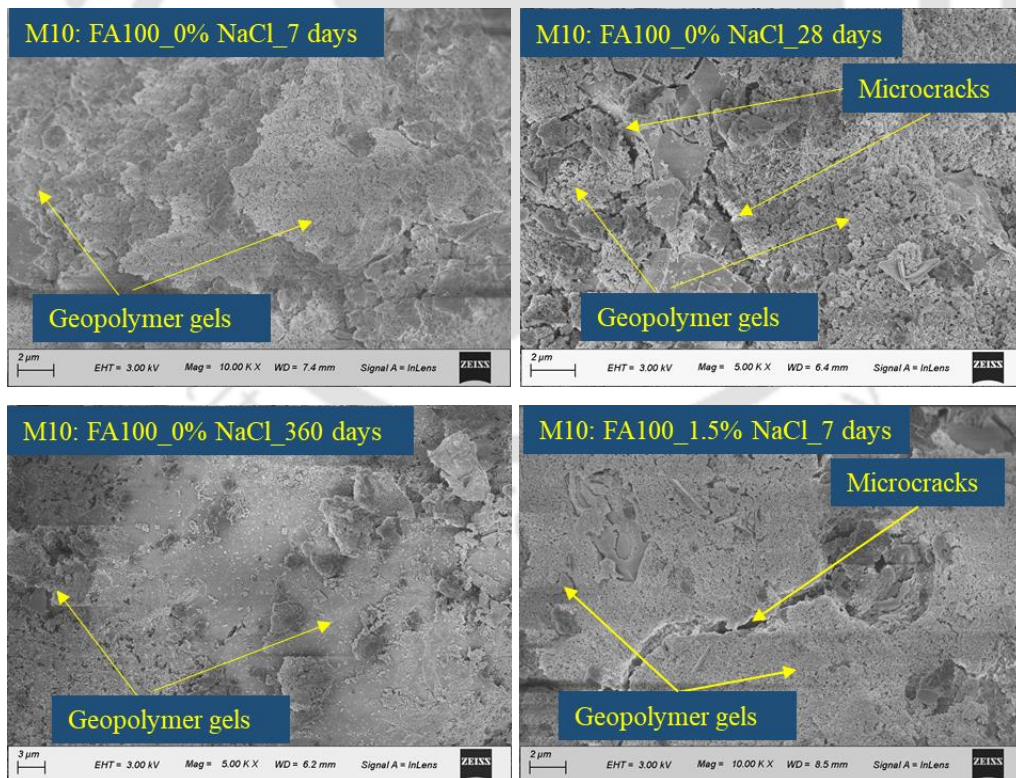 M10: FA100_0% NaCl_7 days
Geopolymer gels
2 µm
EHT = 3.00 kV Mag = 10.00 K X WD = 7.4 mm Signal A = InLens
ZEISS
M10: FA100_0% NaCl_28 days
Microcracks
Geopolymer gels
2 µm
EHT = 3.00 kV Mag = 5.00 K X WD = 6.4 mm Signal A = InLens
ZEISS
M10: FA100_0% NaCl_360 days
Geopolymer gels
3 µm
EHT = 3.00 kV Mag = 5.00 K X WD = 6.2 mm Signal A = InLens
ZEISS
M10: FA100_1.5% NaCl_7 days
Microcracks
Geopolymer gels
2 µm
EHT = 3.00 kV Mag = 10.00 K X WD = 8.5 mm Signal A = InLens
ZEISS